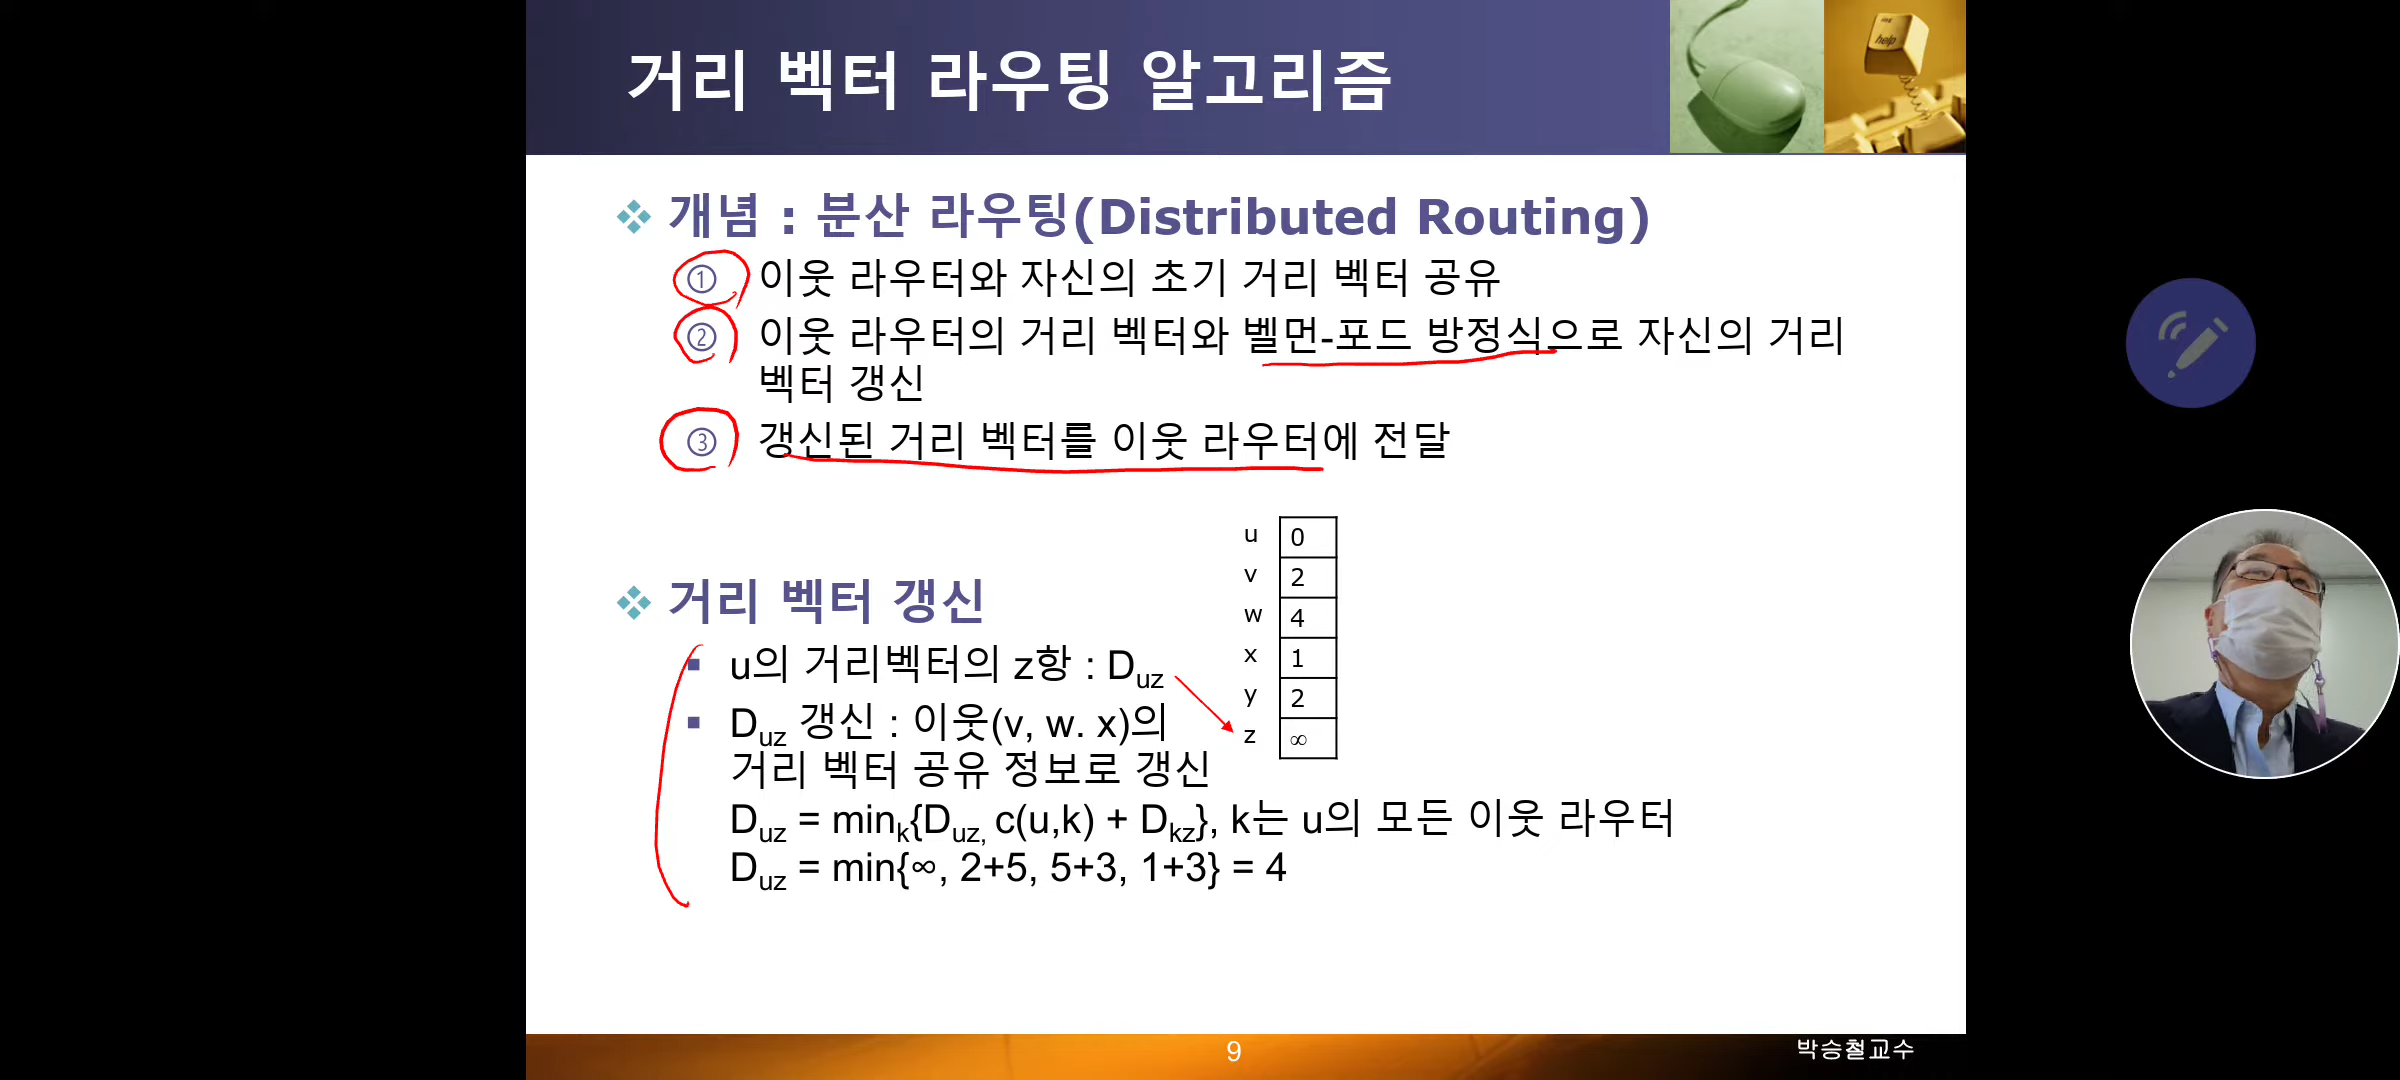 거리 벡터 라우팅 알고리즘
help
개념 : 분산 라우팅(Distributed Routing)
① 이웃 라우터와 자신의 초기 거리 벡터 공유
② 이웃 라우터의 거리 벡터와 벨먼-포드 방정식으로 자신의 거리
벡터 갱신
③ 갱신된 거리 벡터를 이웃 라우터에 전달
u 0
v 2
w 4
x 1
y 2
z ∞
거리 벡터 갱신
u의 거리벡터의 z항 : Duz
Duz 갱신 : 이웃(v, w. x)의
거리 벡터 공유 정보로 갱신
Duz = mink{Duz, c(u,k) + Dkz}, k는 u의 모든 이웃 라우터
Duz = min{∞, 2+5, 5+3, 1+3} = 4
9
박승철교수